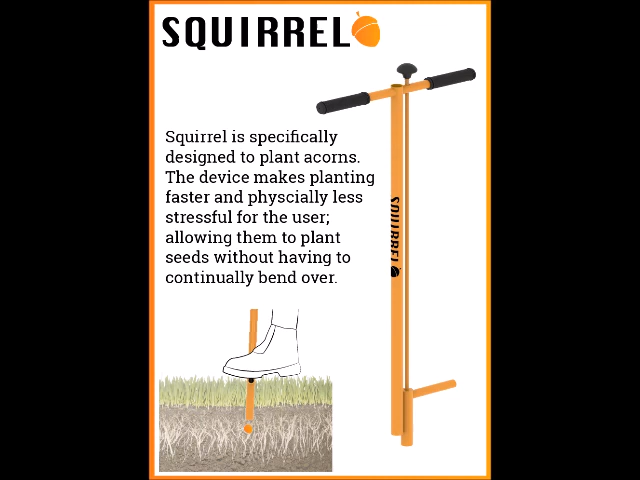 SQUIRREL
Squirrel is specifically
designed to plant acorns.
The device makes planting
faster and physcially less
stressful for the user;
allowing them to plant
seeds without having to
continually bend over.
SQUIRREL